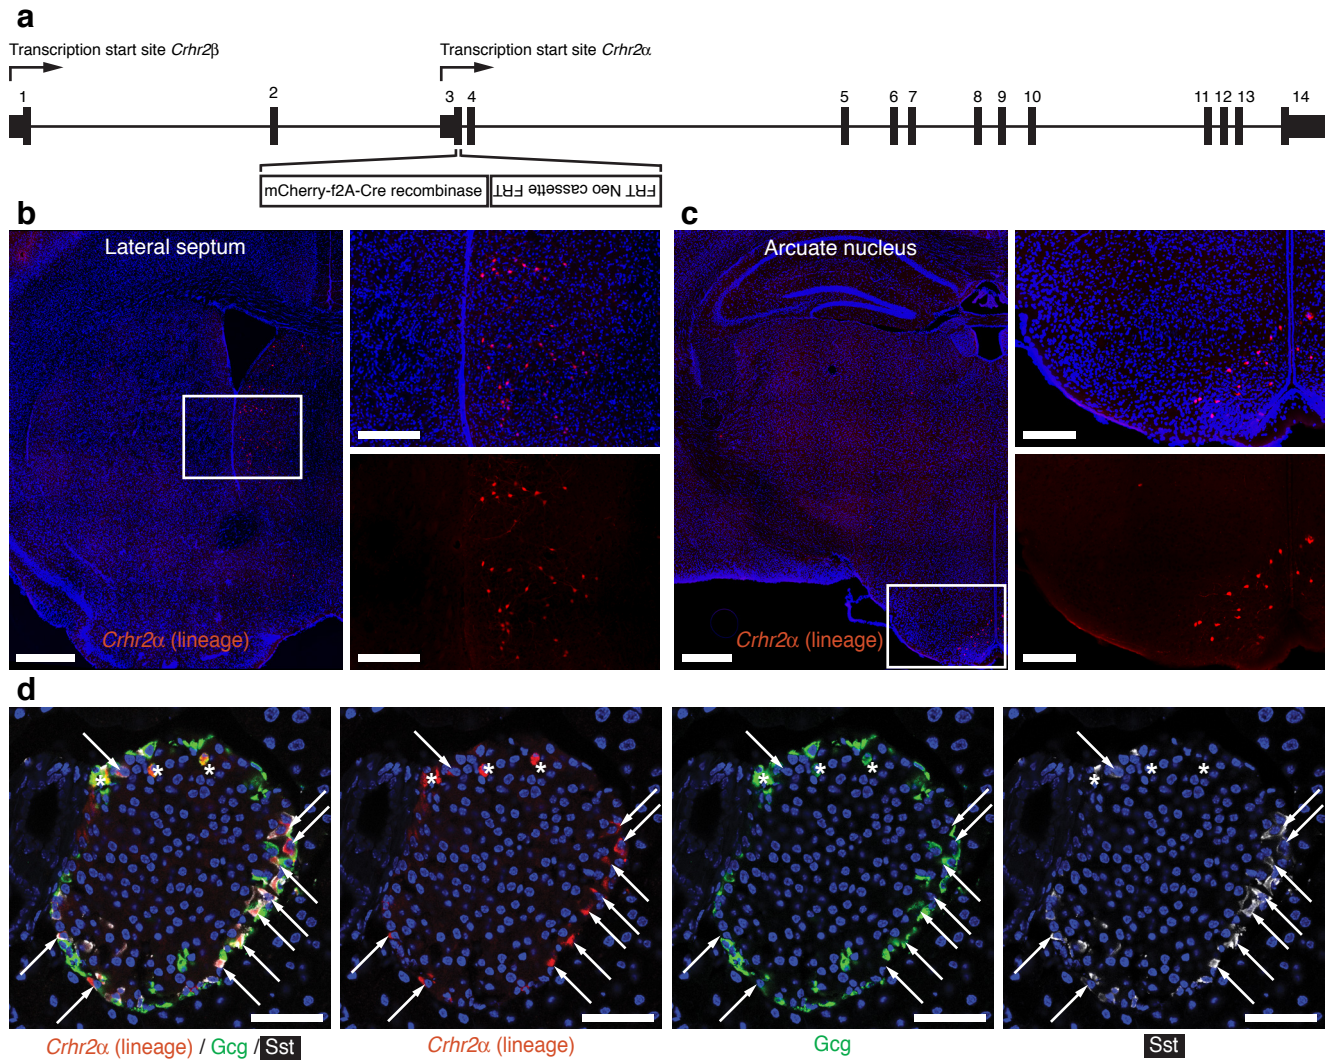 a
Transcription start site Crhr2β
Transcription start site Crhr2α
1 2 3 4 5 6 7 8 9 10 11 12 13 14
mCherry-f2A-Cre recombinase
FRT Neo cassette FRT
b
Lateral septum
Crhr2α (lineage)
c
Arcuate nucleus
Crhr2α (lineage)
d
* * *
* * *
* * *
* * *
Crhr2α (lineage) / Gcg / Sst
Crhr2α (lineage)
Gcg
Sst